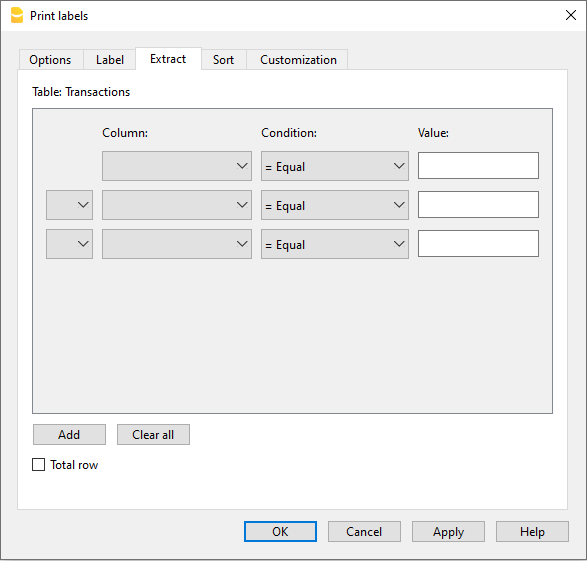 Print labels
Options Label Extract Sort Customization
Table: Transactions
Column: Condition: Value:
= Equal
= Equal
= Equal
Add Clear all
Total row
OK Cancel Apply Help